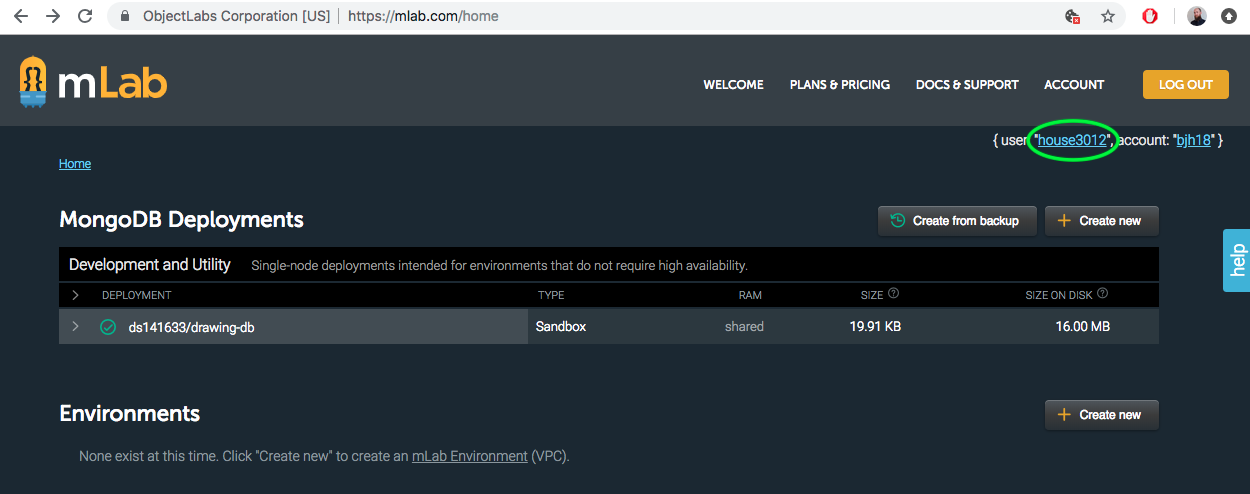 ObjectLabs Corporation [US] | https://mlab.com/home
mLab
WELCOME PLANS & PRICING DOCS & SUPPORT ACCOUNT LOG OUT
{ user: "house3012", account: "bjh18" }
Home
MongoDB Deployments
Create from backup
Create new
Development and Utility Single-node deployments intended for environments that do not require high availability.
DEPLOYMENT TYPE RAM SIZE ? SIZE ON DISK ?
ds141633/drawing-db Sandbox shared 19.91 KB 16.00 MB
help
Environments
Create new
None exist at this time. Click "Create new" to create an mLab Environment (VPC).